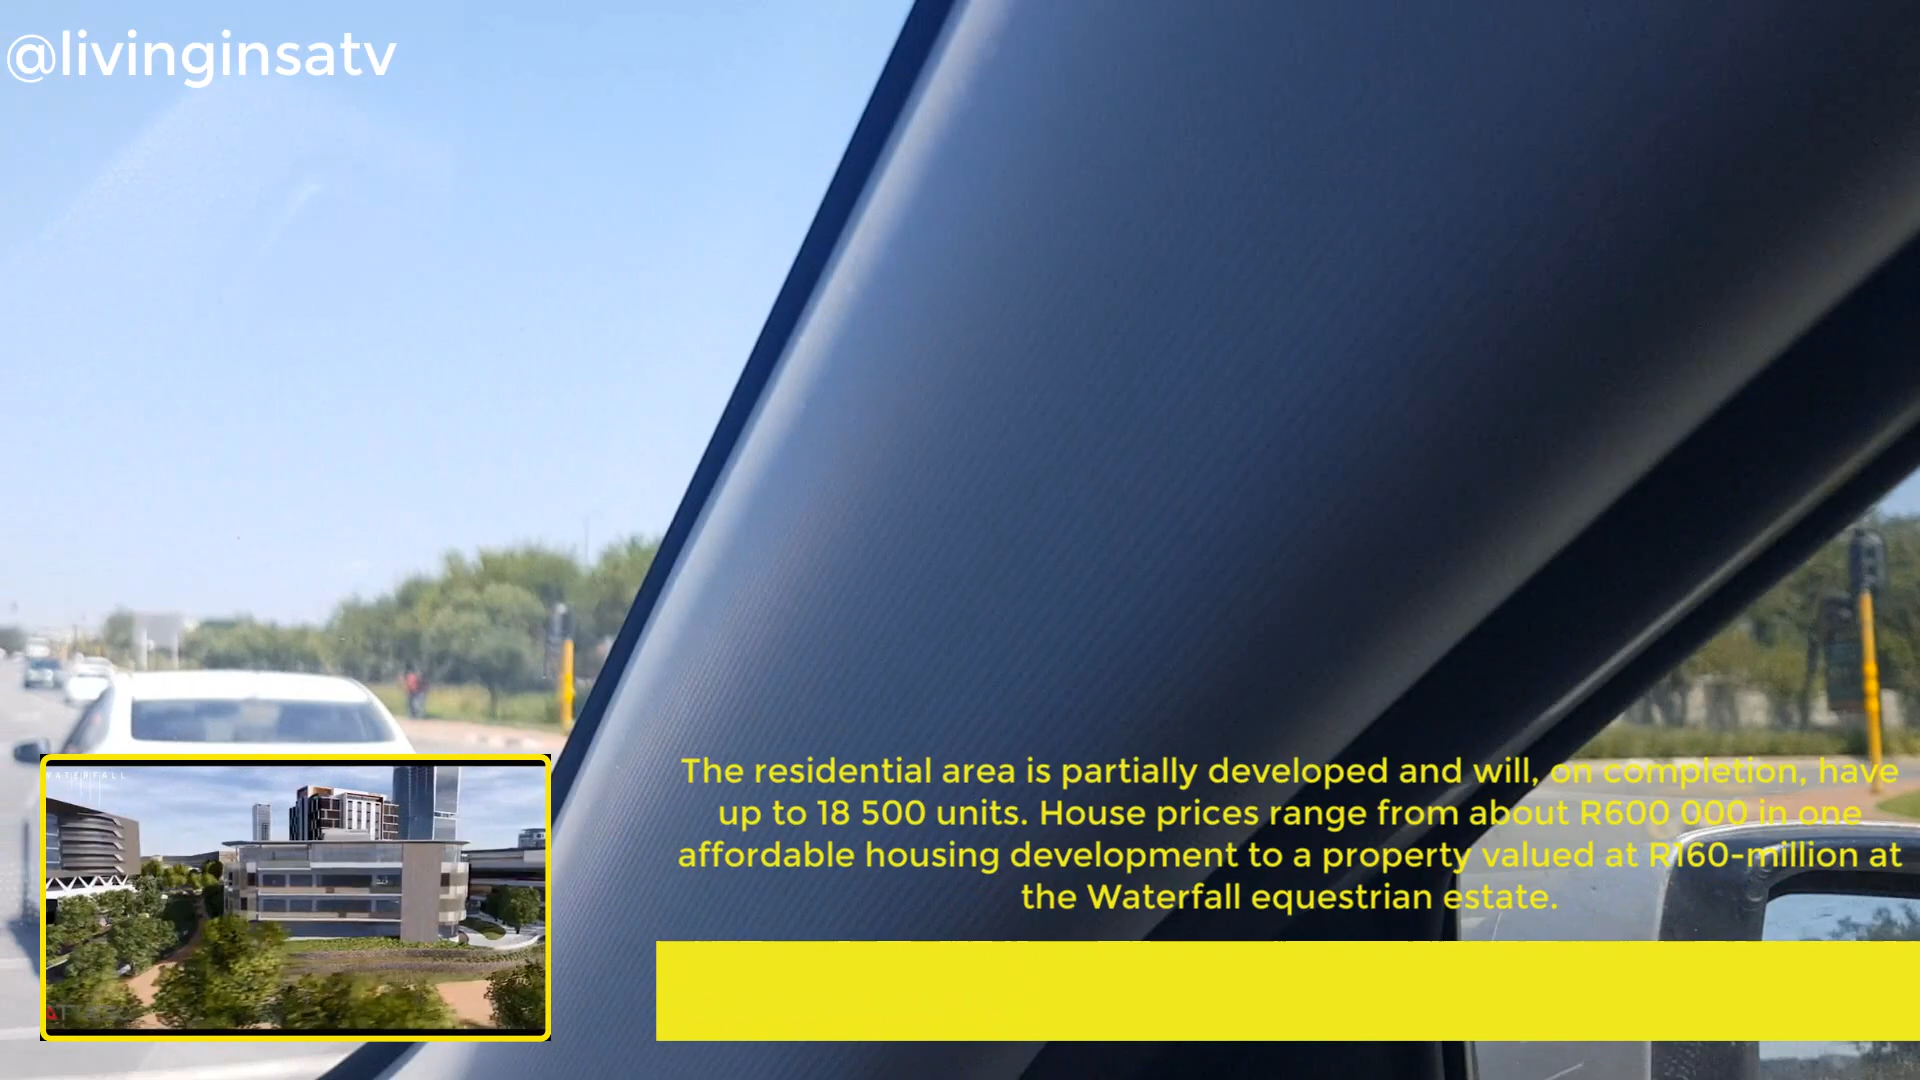 @livinginsatv
The residential area is partially developed and will, on completion, have
up to 18 500 units. House prices range from about R600 000 in one
affordable housing development to a property valued at R160-million at
the Waterfall equestrian estate.
WATERFALL